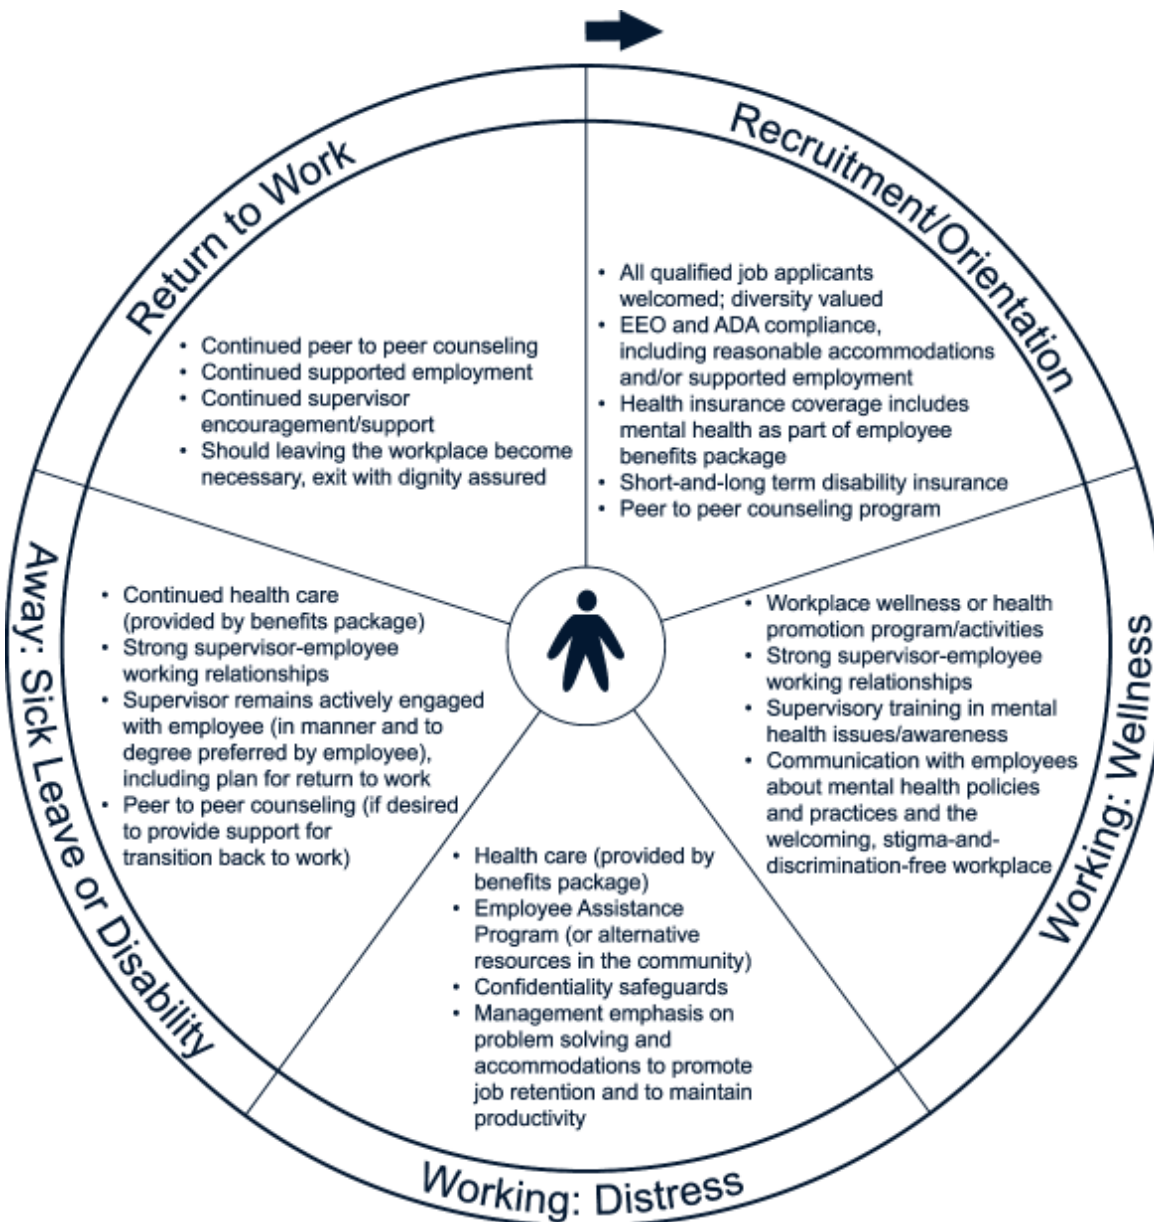 Recruitment/Orientation
• All qualified job applicants
welcomed; diversity valued
• EEO and ADA compliance,
including reasonable accommodations
and/or supported employment
• Health insurance coverage includes
mental health as part of employee
benefits package
• Short-and-long term disability insurance
• Peer to peer counseling program
Working: Wellness
• Workplace wellness or health
promotion program/activities
• Strong supervisor-employee
working relationships
• Supervisory training in mental
health issues/awareness
• Communication with employees
about mental health policies
and practices and the
welcoming, stigma-and-
discrimination-free workplace
Working: Distress
• Health care (provided by
benefits package)
• Employee Assistance
Program (or alternative
resources in the community)
• Confidentiality safeguards
• Management emphasis on
problem solving and
accommodations to promote
job retention and to maintain
productivity
Away: Sick Leave or Disability
• Continued health care
(provided by benefits package)
• Strong supervisor-employee
working relationships
• Supervisor remains actively engaged
with employee (in manner and to
degree preferred by employee),
including plan for return to work
• Peer to peer counseling (if desired
to provide support for
transition back to work)
Return to Work
• Continued peer to peer counseling
• Continued supported employment
• Continued supervisor
encouragement/support
• Should leaving the workplace become
necessary, exit with dignity assured